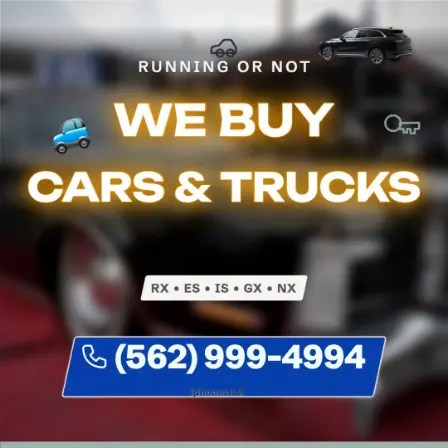 RUNNING OR NOT
WE BUY
CARS & TRUCKS
RX • ES • IS • GX • NX
(562) 999-4994